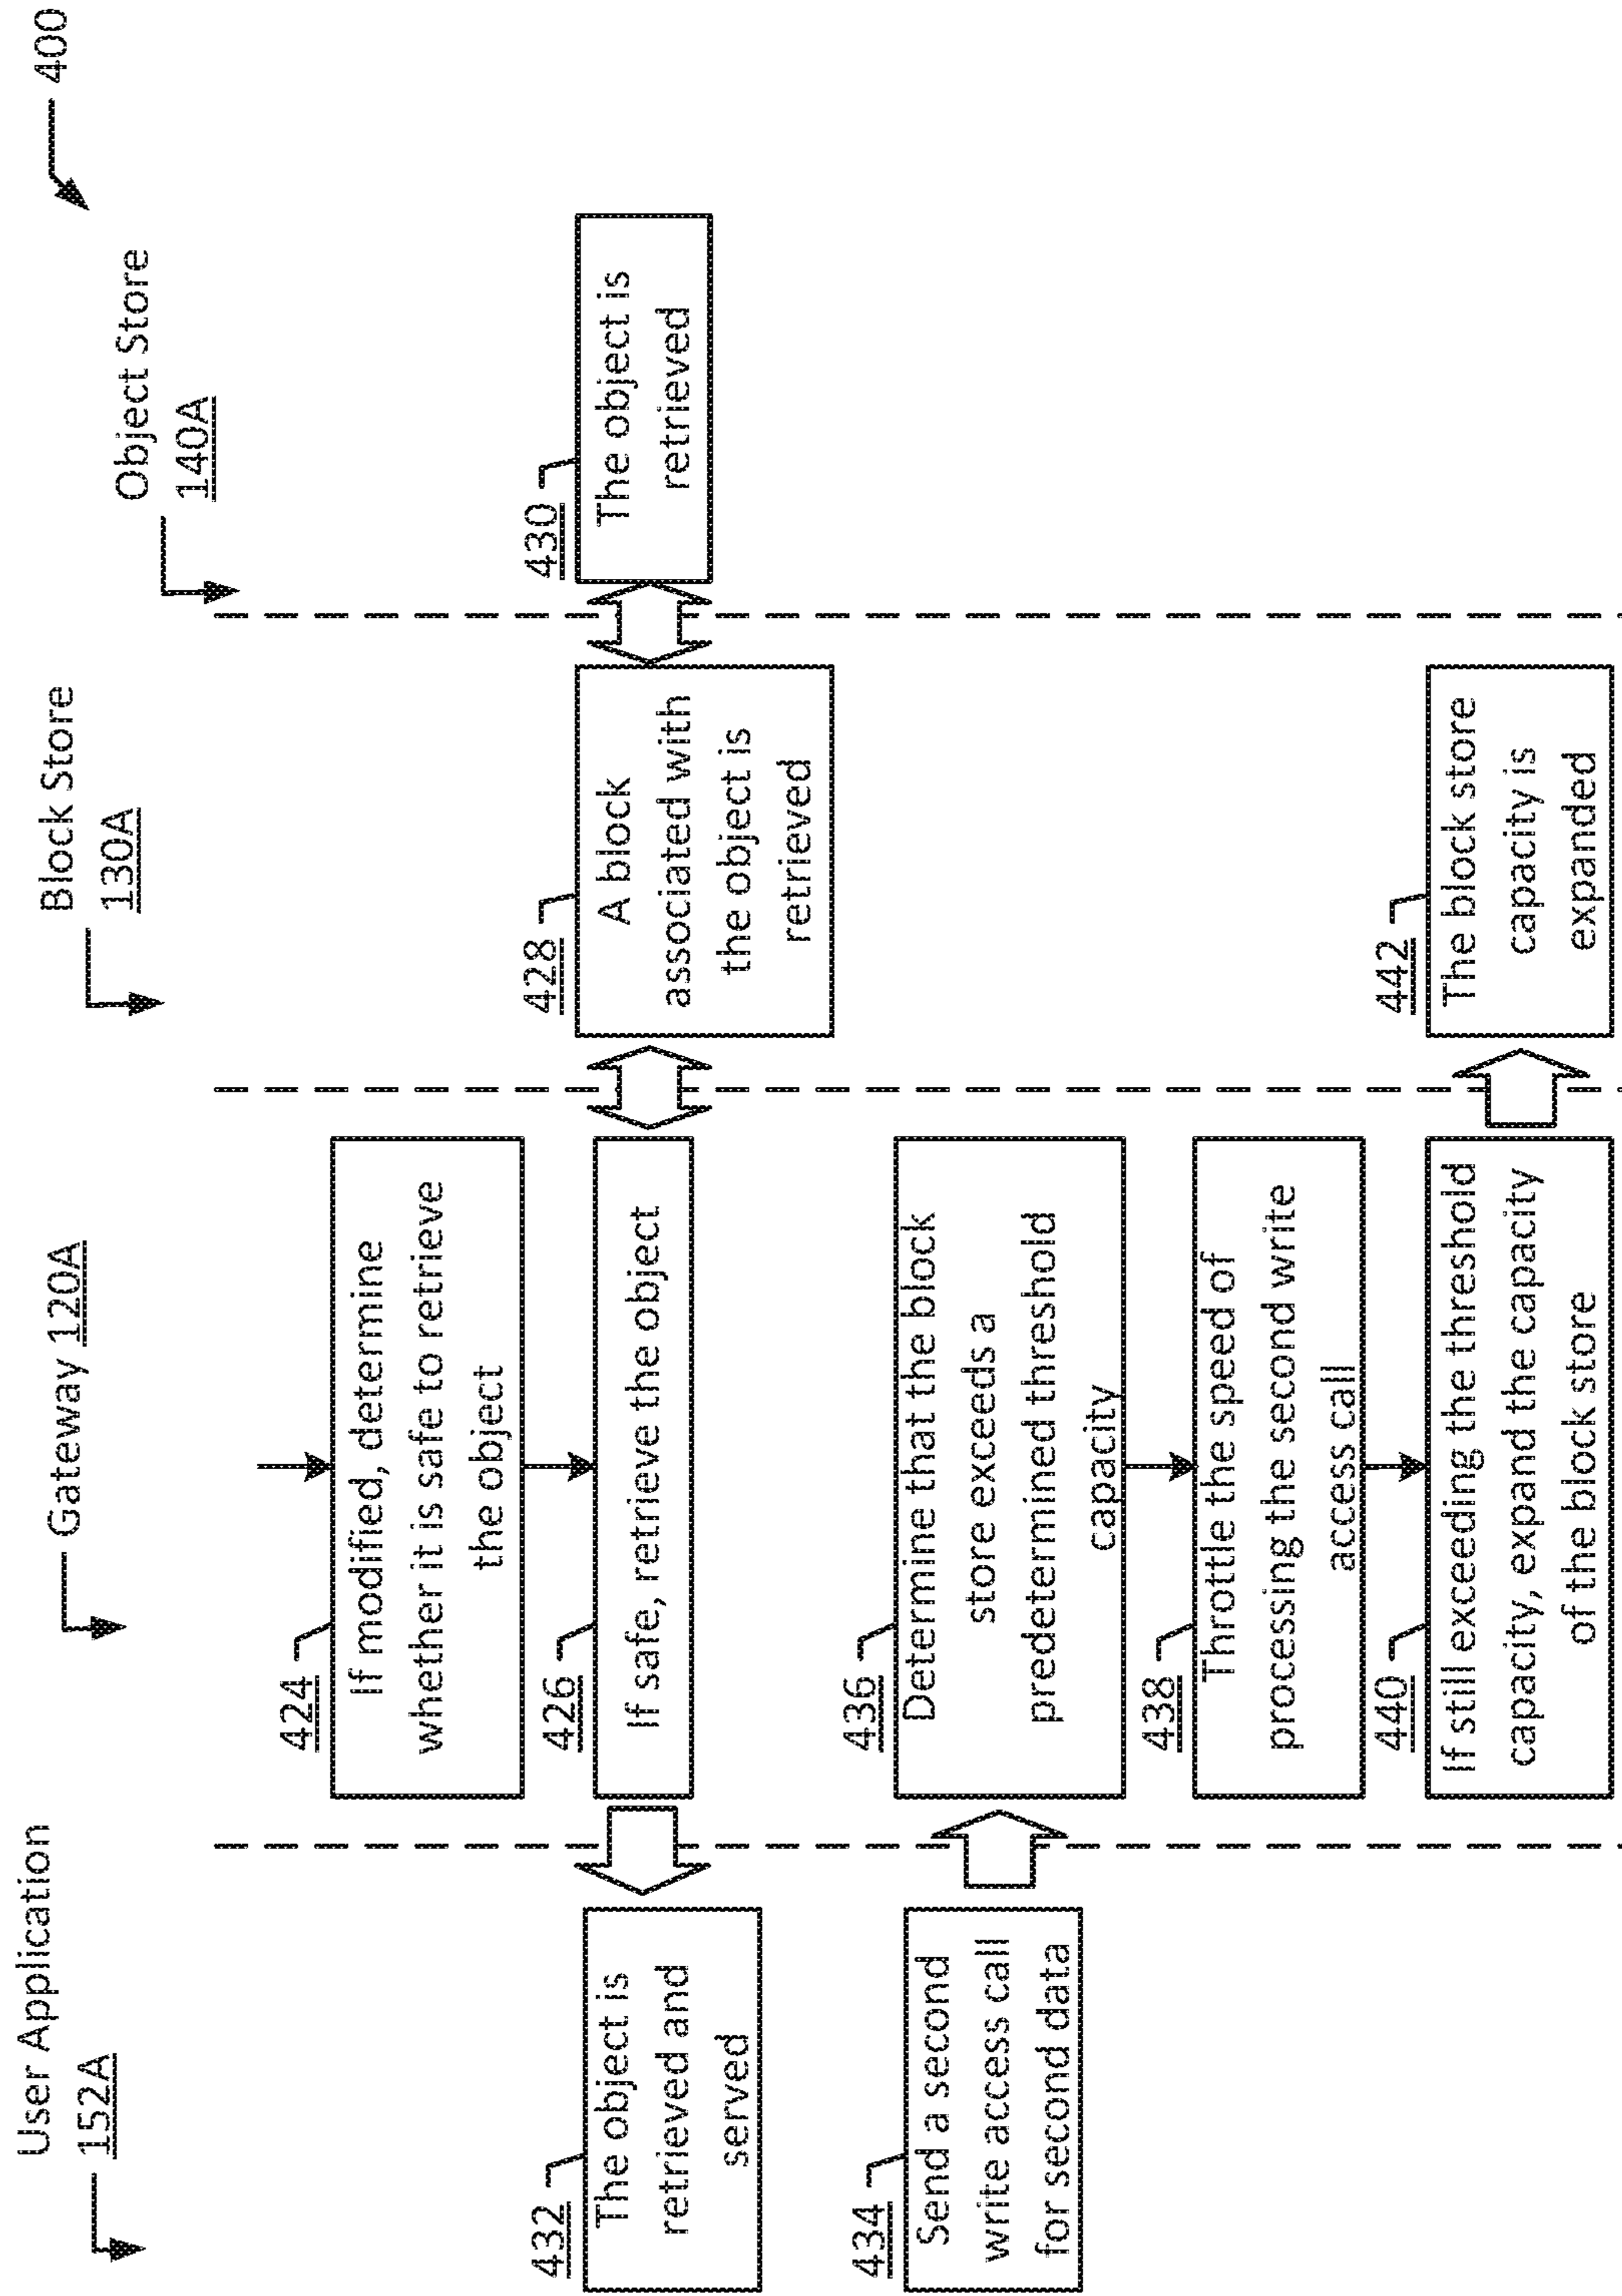 400
User Application
152A
Gateway 120A
Block Store
130A
Object Store
140A
424
If modified, determine
whether it is safe to retrieve
the object
426
If safe, retrieve the object
428
A block
associated with
the object is
retrieved
430
The object is
retrieved
432
The object is
retrieved and
served
434
Send a second
write access call
for second data
436
Determine that the block
store exceeds a
predetermined threshold
capacity
438
Throttle the speed of
processing the second write
access call
440
If still exceeding the threshold
capacity, expand the capacity
of the block store
442
The block store
capacity is
expanded